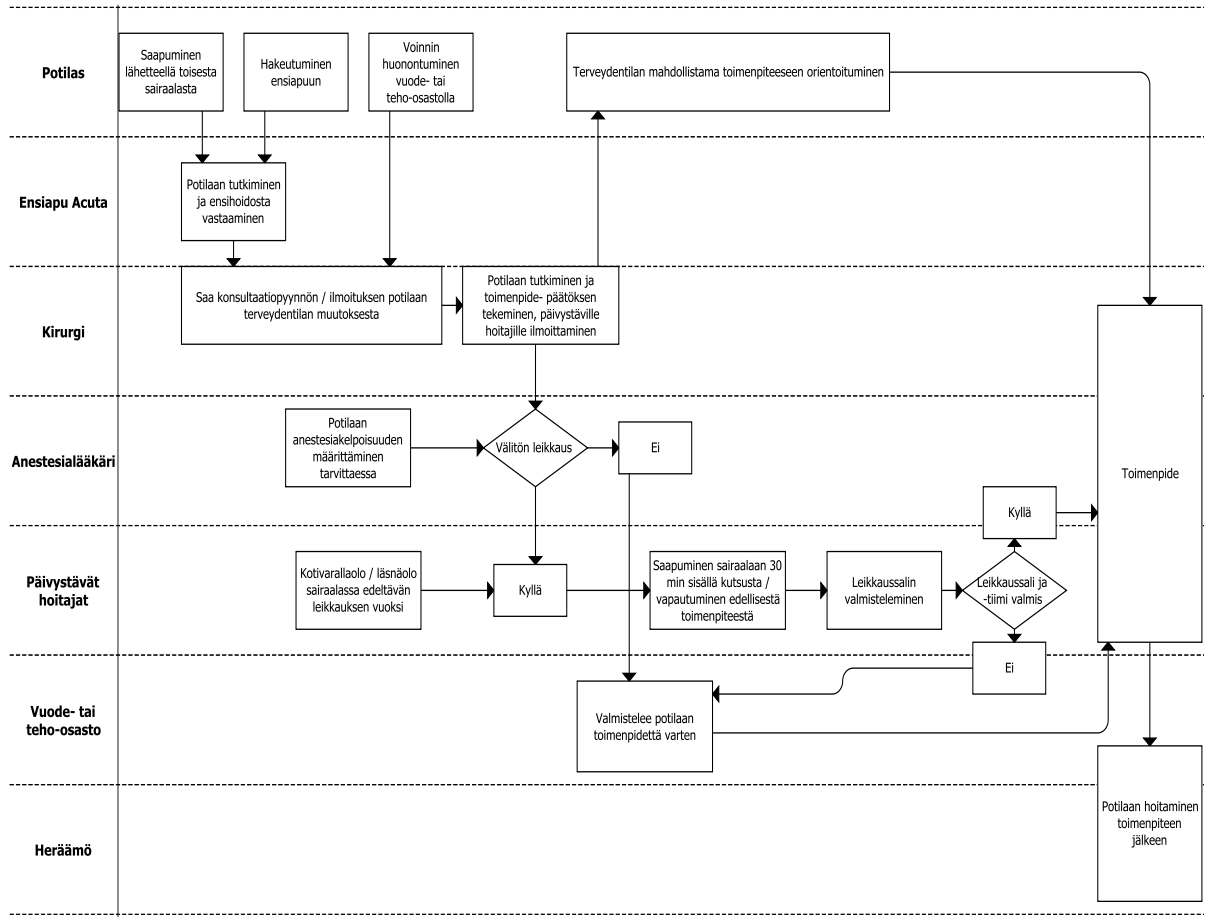 Potilas
Saapuminen
lähetteellä toisesta
sairaalasta
Hakeutuminen
ensiapuun
Voinnin
huonontuminen
vuode- tai
teho-osastolla
Terveydentilan mahdollistama toimenpiteeseen orientoituminen
Ensiapu Acuta
Potilaan tutkiminen
ja ensihoidosta
vastaaminen
Kirurgi
Saa konsultaatiopyynnön / ilmoituksen potilaan
terveydentilan muutoksesta
Potilaan tutkiminen ja
toimenpide- päätöksen
tekeminen, päivystäville
hoitajille ilmoittaminen
Anestesialääkäri
Potilaan
anestesiakelpoisuuden
määrittäminen
tarvittaessa
Välitön leikkaus
Ei
Toimenpide
Kyllä
Päivystävät
hoitajat
Kotivarallaolo / läsnäolo
sairaalassa edeltävän
leikkauksen vuoksi
Kyllä
Saapuminen sairaalaan 30
min sisällä kutsusta /
vapautuminen edellisestä
toimenpiteestä
Leikkaussalin
valmisteleminen
Leikkaussali ja
-tiimi valmis
Ei
Vuode- tai
teho-osasto
Valmistelee potilaan
toimenpidettä varten
Heräämö
Potilaan hoitaminen
toimenpiteen
jälkeen